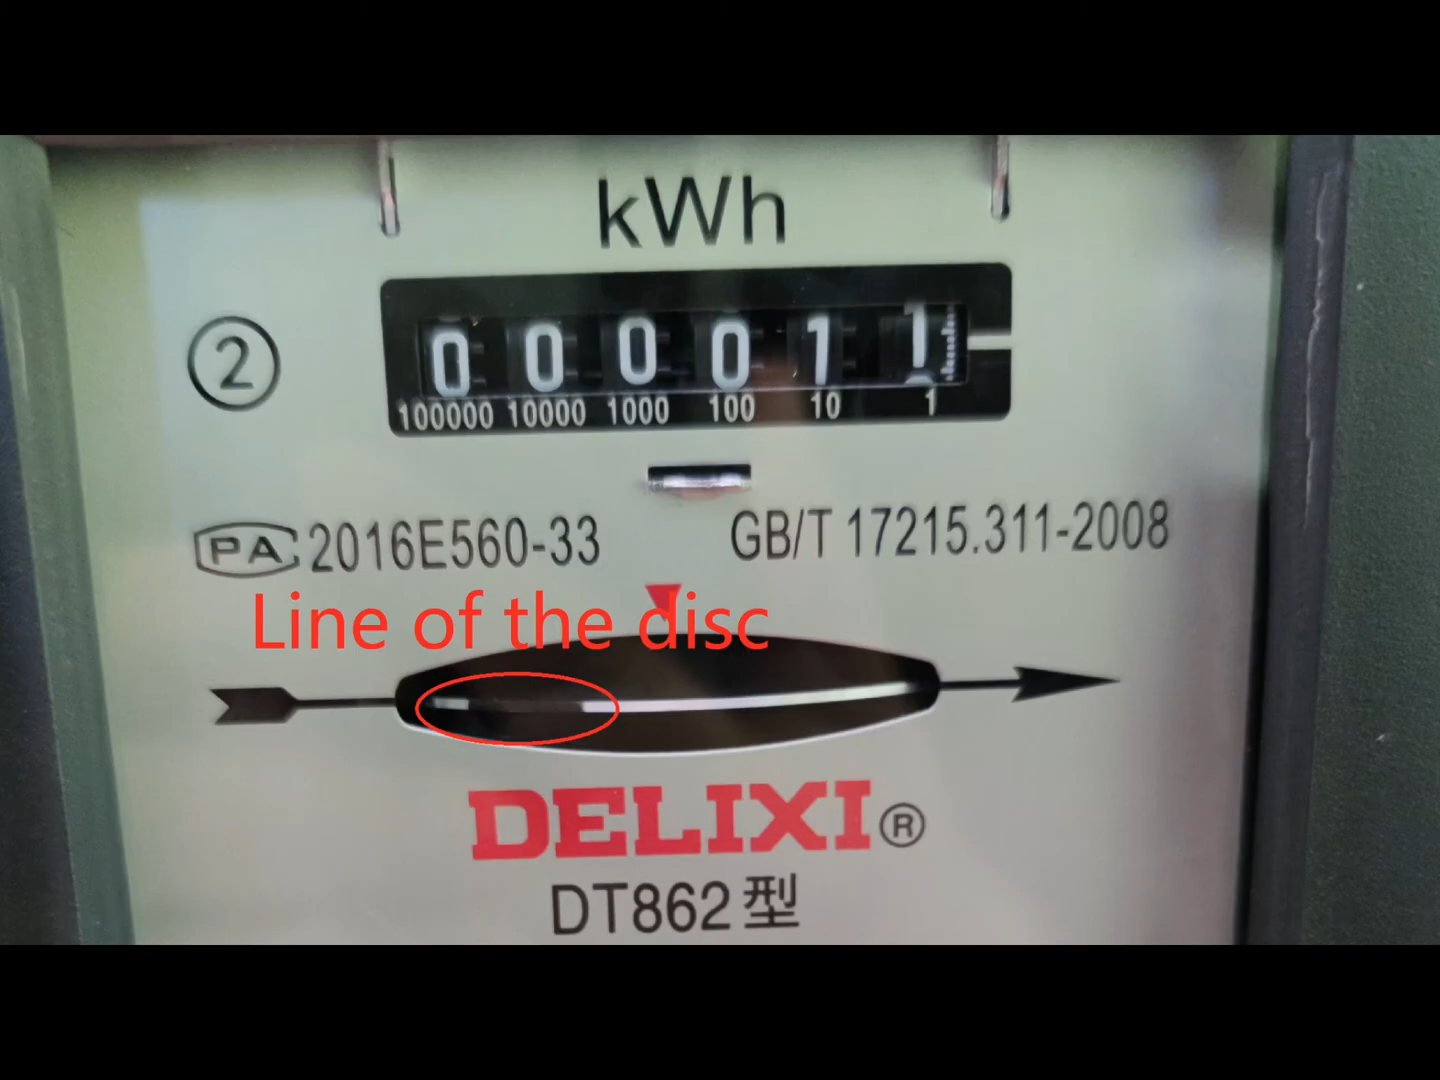 kWh
②
0 0 0 0 1 1
100000 10000 1000 100 10 1
PA 2016E560-33 GB/T 17215.311-2008
Line of the disc
DELIXI®
DT862型